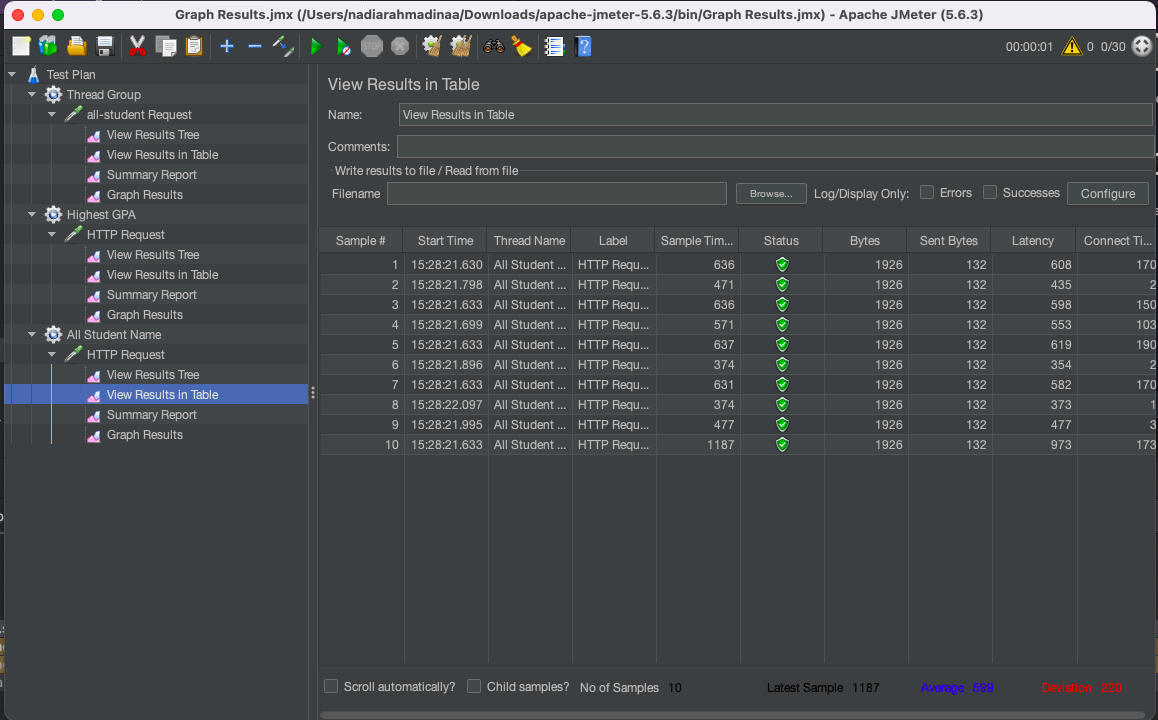 Graph Results.jmx (/Users/nadiarahmadinaa/Downloads/apache-jmeter-5.6.3/bin/Graph Results.jmx) - Apache JMeter (5.6.3)
STOP
00:00:01 0 0/30
Test Plan
Thread Group
all-student Request
View Results Tree
View Results in Table
Summary Report
Graph Results
Highest GPA
HTTP Request
View Results Tree
View Results in Table
Summary Report
Graph Results
All Student Name
HTTP Request
View Results Tree
View Results in Table
Summary Report
Graph Results
View Results in Table
Name: View Results in Table
Comments:
Write results to file / Read from file
Filename Browse... Log/Display Only: Errors Successes Configure
Sample # Start Time Thread Name Label Sample Tim... Status Bytes Sent Bytes Latency Connect Ti...
1 15:28:21.630 All Student ... HTTP Requ... 636 1926 132 608 170
2 15:28:21.798 All Student ... HTTP Requ... 471 1926 132 435 2
3 15:28:21.633 All Student ... HTTP Requ... 636 1926 132 598 150
4 15:28:21.699 All Student ... HTTP Requ... 571 1926 132 553 103
5 15:28:21.633 All Student ... HTTP Requ... 637 1926 132 619 190
6 15:28:21.896 All Student ... HTTP Requ... 374 1926 132 354 2
7 15:28:21.633 All Student ... HTTP Requ... 631 1926 132 582 170
8 15:28:22.097 All Student ... HTTP Requ... 374 1926 132 373 1
9 15:28:21.995 All Student ... HTTP Requ... 477 1926 132 477 3
10 15:28:21.633 All Student ... HTTP Requ... 1187 1926 132 973 173
Scroll automatically? Child samples? No of Samples 10 Latest Sample 1187 Average 599 Deviation 220